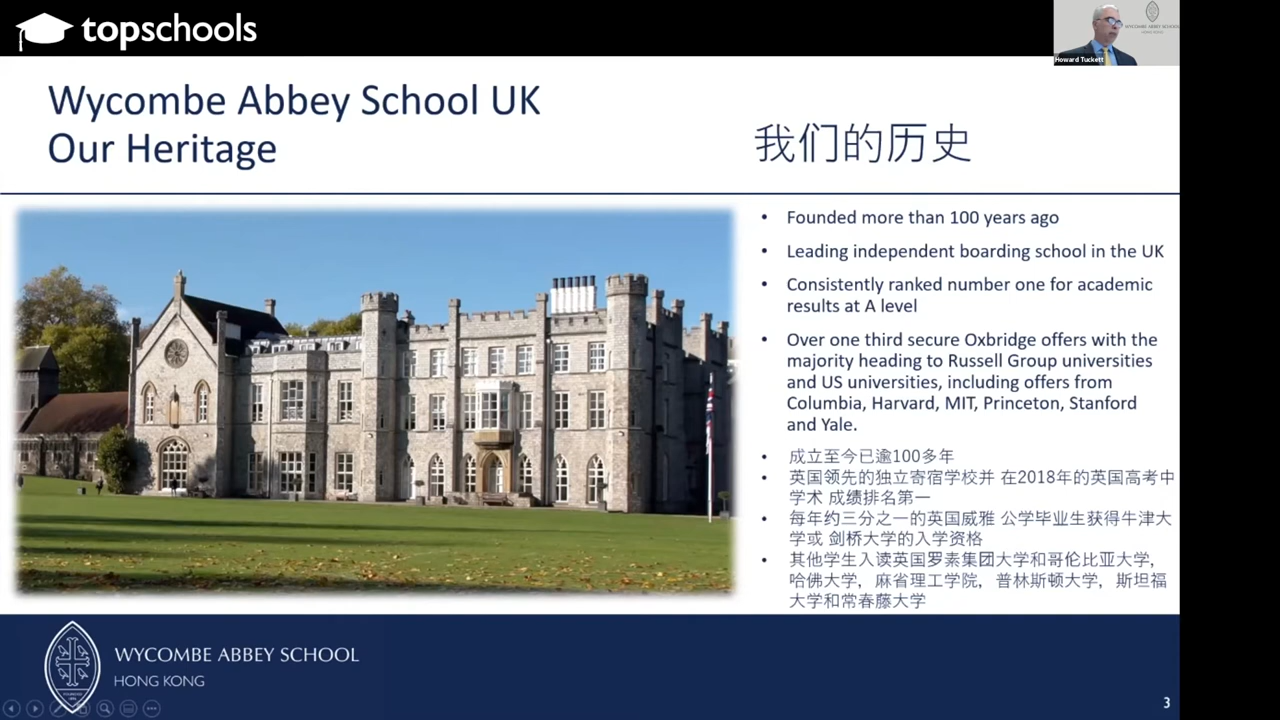 topschools
WYCOMBE ABBEY SCHOOL
HONG KONG
Howard Tuckett
Wycombe Abbey School UK
Our Heritage
我们的历史
• Founded more than 100 years ago
• Leading independent boarding school in the UK
• Consistently ranked number one for academic
results at A level
• Over one third secure Oxbridge offers with the
majority heading to Russell Group universities
and US universities, including offers from
Columbia, Harvard, MIT, Princeton, Stanford
and Yale.
• 成立至今已逾100多年
• 英国领先的独立寄宿学校并 在2018年的英国高考中
学术 成绩排名第一
• 每年约三分之一的英国威雅 公学毕业生获得牛津大
学或 剑桥大学的入学资格
• 其他学生入读英国罗素集团大学和哥伦比亚大学，
哈佛大学，麻省理工学院，普林斯顿大学，斯坦福
大学和常春藤大学
WYCOMBE ABBEY SCHOOL
HONG KONG
3